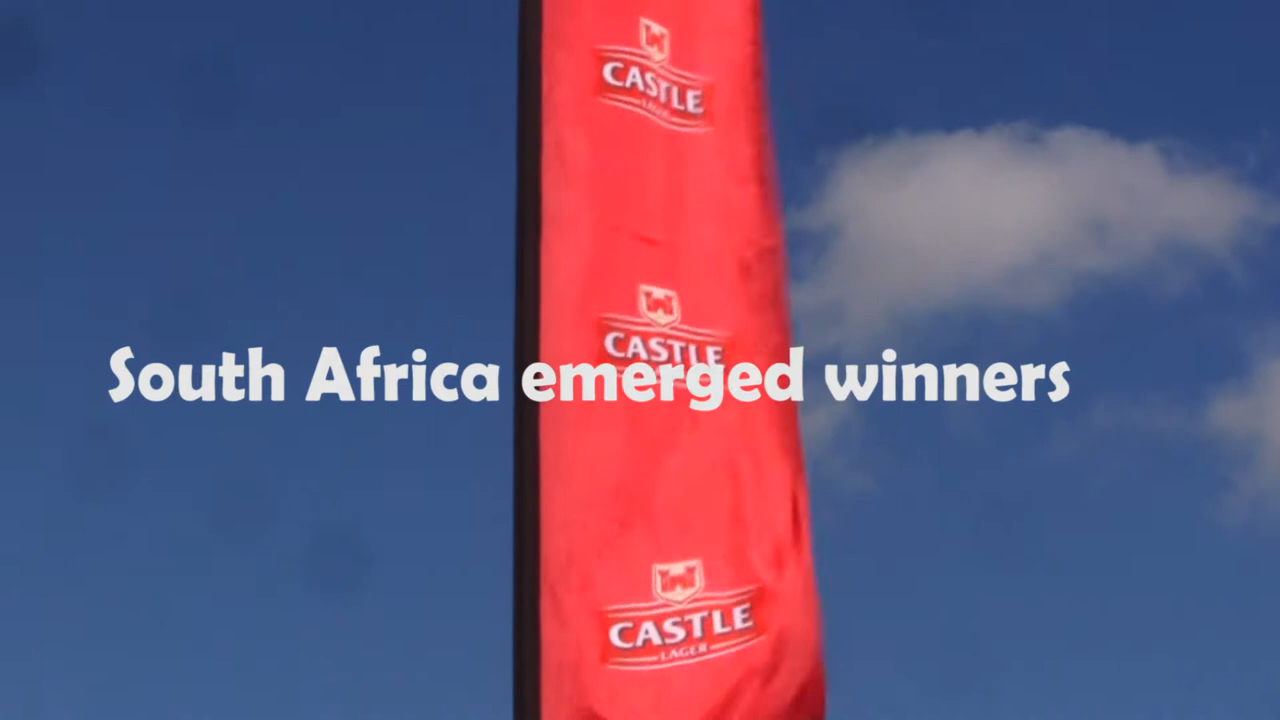 CASTLE
LAGER
CASTLE
South Africa emerged winners
CASTLE
LAGER